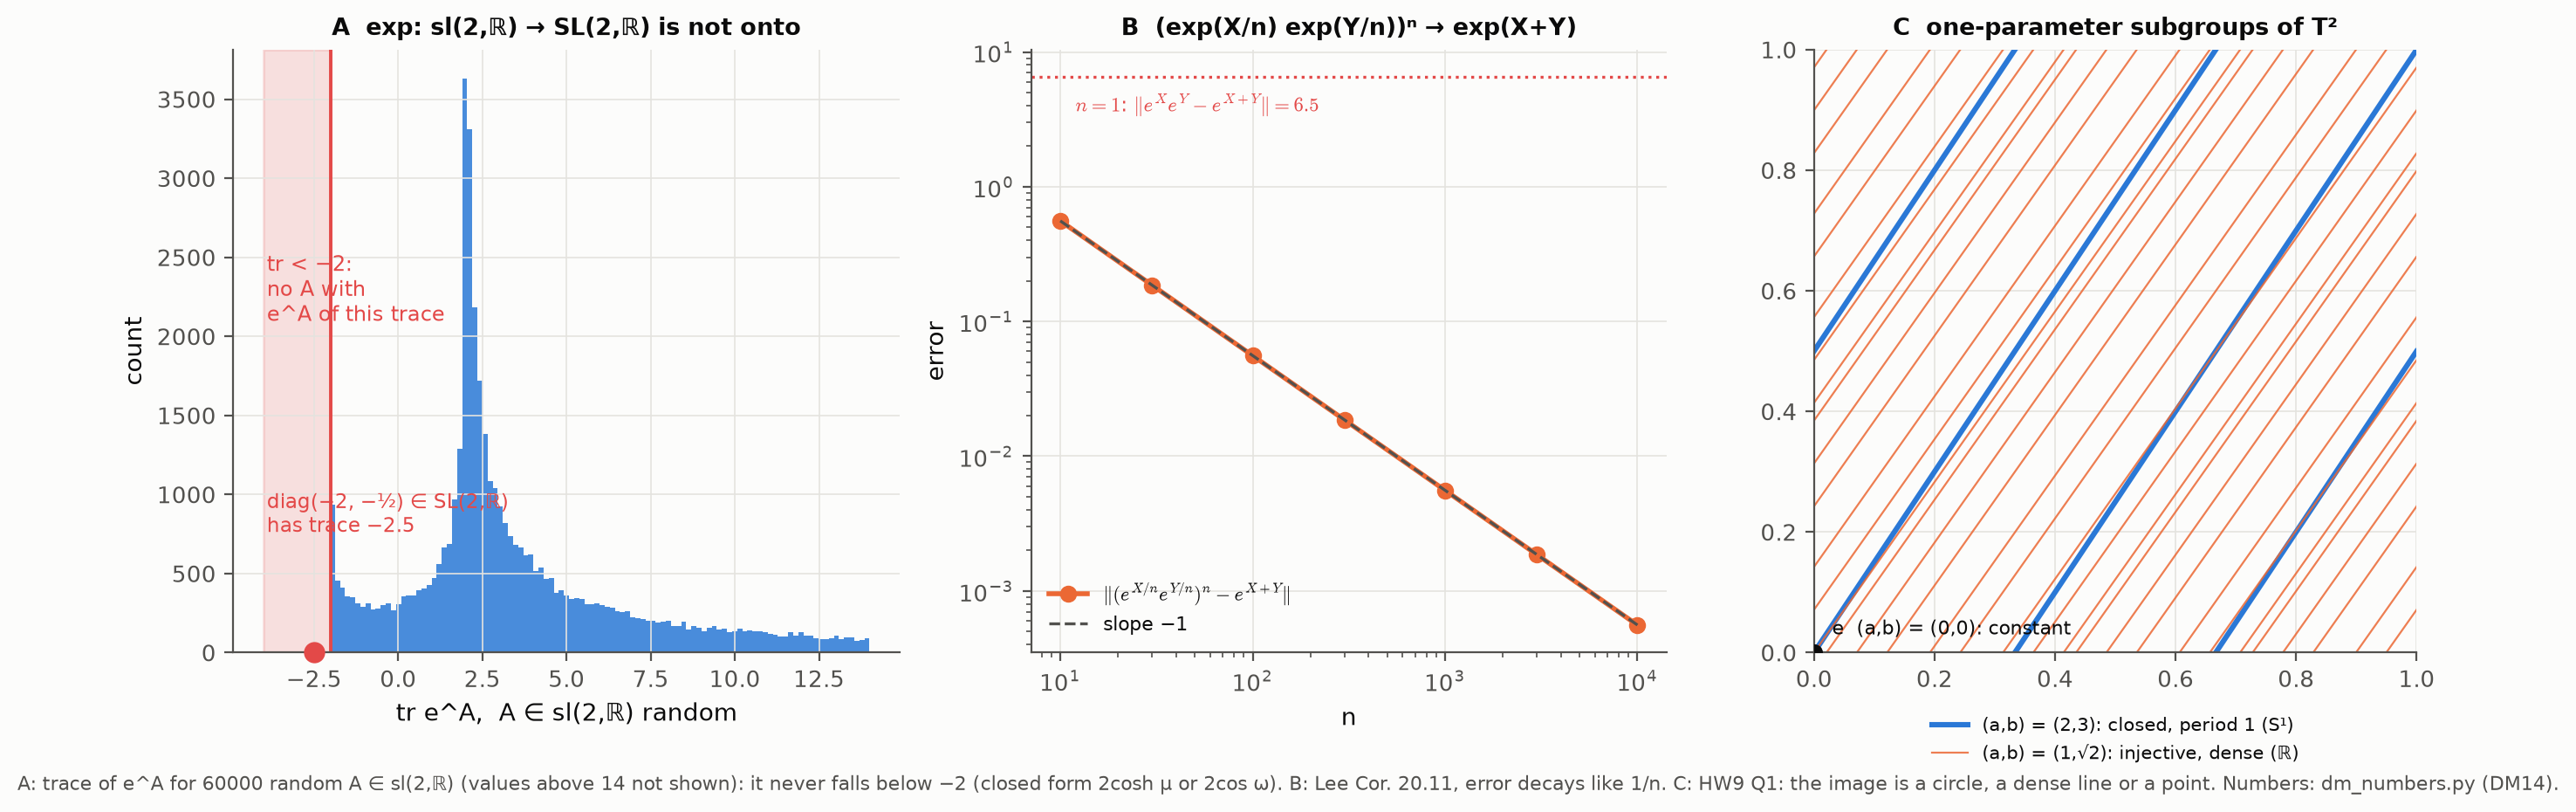 A  exp: sl(2,ℝ) → SL(2,ℝ) is not onto
3500
3000
2500
2000
1500
1000
500
0
count
tr < −2:
no A with
e^A of this trace
diag(−2, −½) ∈ SL(2,ℝ)
has trace −2.5
−2.5 0.0 2.5 5.0 7.5 10.0 12.5
tr e^A,  A ∈ sl(2,ℝ) random
B  (exp(X/n) exp(Y/n))ⁿ → exp(X+Y)
10¹
10⁰
10⁻¹
10⁻²
10⁻³
error
n = 1: ‖e^X e^Y − e^{X+Y}‖ = 6.5
‖(e^{X/n} e^{Y/n})^n − e^{X+Y}‖
slope −1
10¹ 10² 10³ 10⁴
n
C  one-parameter subgroups of T²
1.0
0.8
0.6
0.4
0.2
0.0
e  (a,b) = (0,0): constant
0.0 0.2 0.4 0.6 0.8 1.0
(a,b) = (2,3): closed, period 1 (S¹)
(a,b) = (1,√2): injective, dense (ℝ)
A: trace of e^A for 60000 random A ∈ sl(2,ℝ) (values above 14 not shown): it never falls below −2 (closed form 2cosh μ or 2cos ω). B: Lee Cor. 20.11, error decays like 1/n. C: HW9 Q1: the image is a circle, a dense line or a point. Numbers: dm_numbers.py (DM14).